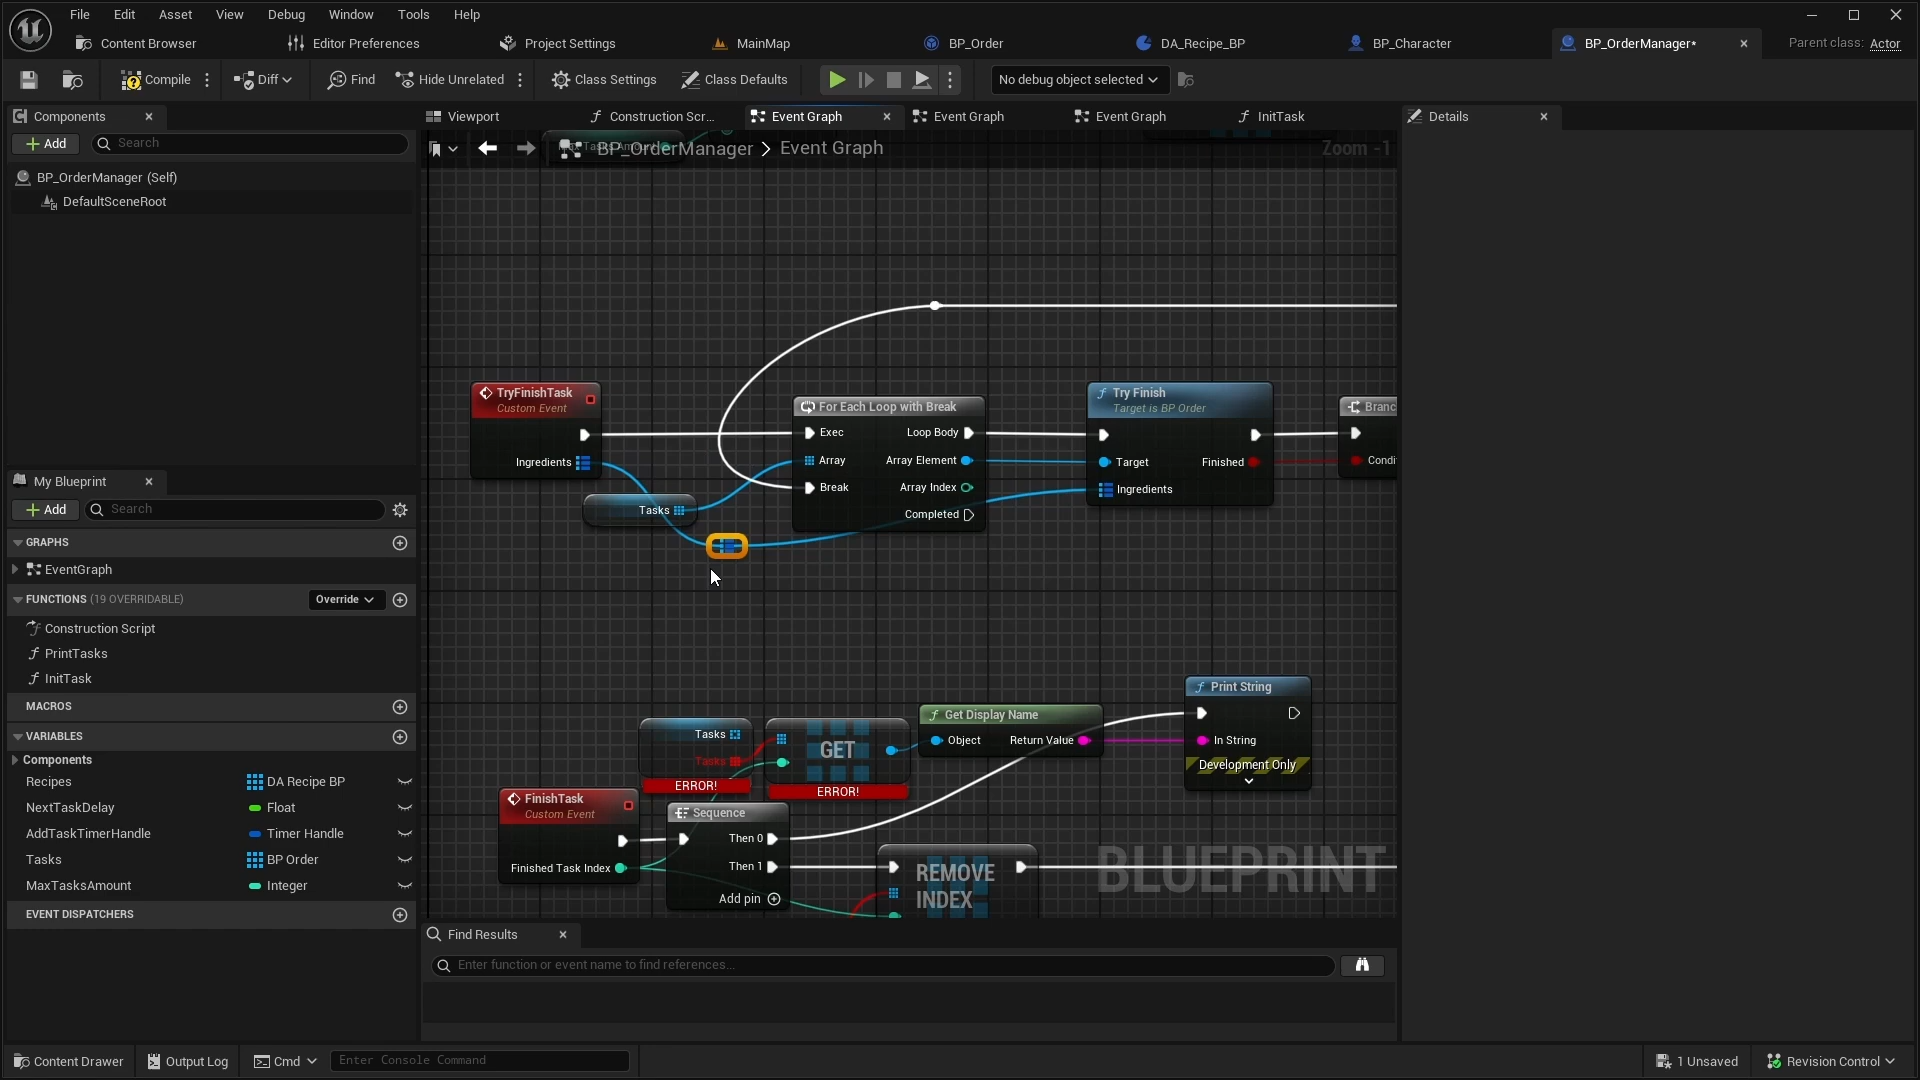 File Edit Asset View Debug Window Tools Help
Content Browser Editor Preferences Project Settings MainMap BP_Order DA_Recipe_BP BP_Character BP_OrderManager* Parent class: Actor
Compile Diff Find Hide Unrelated Class Settings Class Defaults No debug object selected
Components
Add Search
BP_OrderManager (Self)
DefaultSceneRoot
Viewport Construction Scr... Event Graph Event Graph Event Graph InitTask Details
Max Tasks Amount
BP_OrderManager > Event Graph Zoom -1
TryFinishTask
Custom Event
Ingredients
Tasks
For Each Loop with Break
Exec Loop Body
Array Array Element
Break Array Index
Completed
Try Finish
Target is BP Order
Target Finished
Ingredients
Branc
Condi
My Blueprint
Add Search
GRAPHS
EventGraph
FUNCTIONS (19 OVERRIDABLE) Override
Construction Script
PrintTasks
InitTask
MACROS
VARIABLES
Components
Recipes DA Recipe BP
NextTaskDelay Float
AddTaskTimerHandle Timer Handle
Tasks BP Order
MaxTasksAmount Integer
EVENT DISPATCHERS
Tasks
Tasks
ERROR!
GET
ERROR!
Get Display Name
Object Return Value
Print String
In String
Development Only
FinishTask
Custom Event
Finished Task Index
Sequence
Then 0
Then 1
Add pin
REMOVE
INDEX
BLUEPRINT
Find Results
Enter function or event name to find references...
Content Drawer Output Log Cmd Enter Console Command 1 Unsaved Revision Control